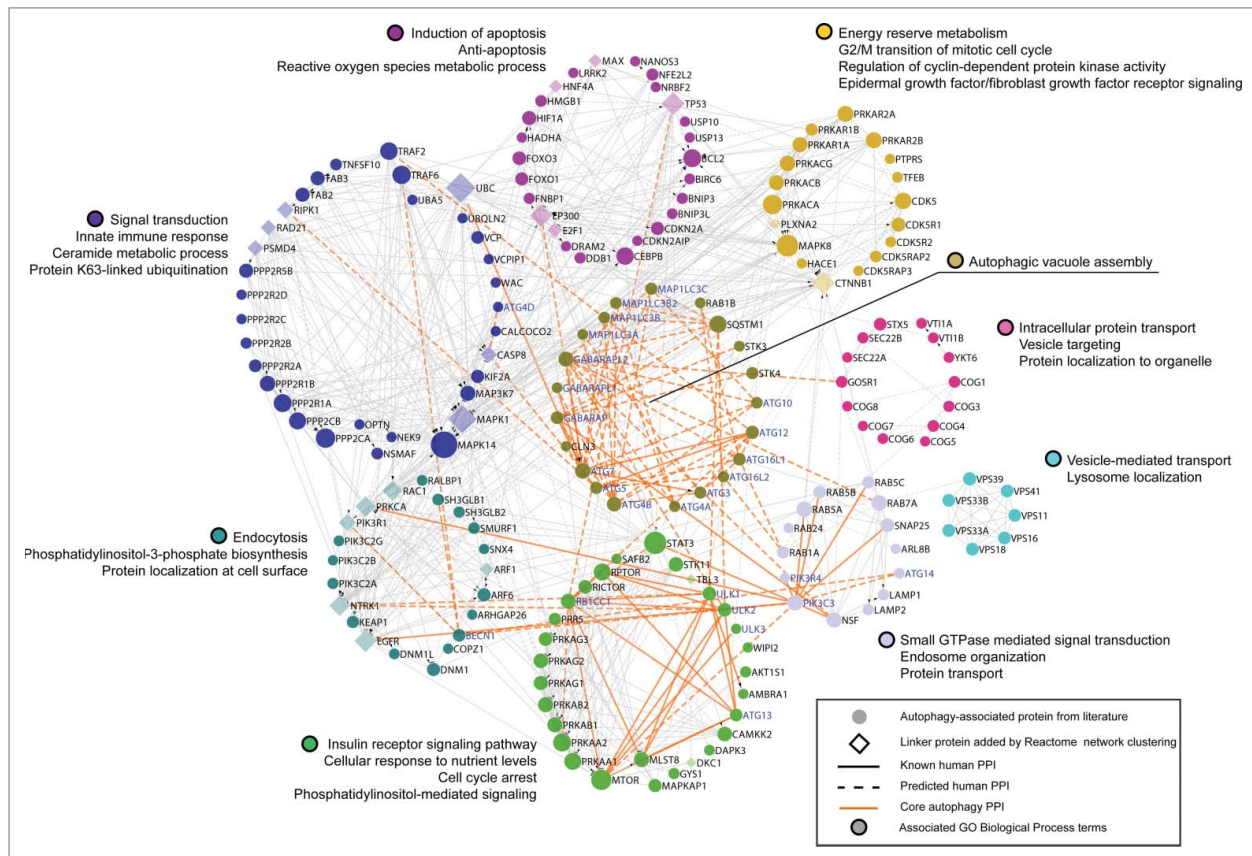 Induction of apoptosis
Anti-apoptosis
Reactive oxygen species metabolic process
Energy reserve metabolism
G2/M transition of mitotic cell cycle
Regulation of cyclin-dependent protein kinase activity
Epidermal growth factor/fibroblast growth factor receptor signaling
MAX
NANOS3
LRRK2
NFE2L2
HNF4A
NRBF2
HMGB1
TP53
HIF1A
USP10
HADHA
USP13
FOXO3
BCL2
FOXO1
BIRC6
FNBP1
BNIP3
EP300
BNIP3L
E2F1
CDKN2A
DRAM2
CDKN2AIP
DDB1
CEBPB
PRKAR2A
PRKAR1B
PRKAR2B
PRKAR1A
PTPRS
PRKACG
TFEB
PRKACB
CDK5
PRKACA
PLXNA2
CDK5R1
MAPK8
CDK5R2
HACE1
CDK5RAP2
CDK5RAP3
CTNNB1
Signal transduction
Innate immune response
Ceramide metabolic process
Protein K63-linked ubiquitination
TRAF2
TNFSF10
TRAF6
TAB3
UBC
TAB2
UBA5
RIPK1
UBQLN2
RAD21
VCP
PSMD4
VCPIP1
PPP2R5B
WAC
PPP2R2D
ATG4D
PPP2R2C
CALCOCO2
PPP2R2B
CASP8
PPP2R2A
KIF2A
PPP2R1B
MAP3K7
PPP2R1A
MAPK1
PPP2CB
OPTN
PPP2CA
NEK9
MAPK14
NSMAF
Autophagic vacuole assembly
MAP1LC3C
MAP1LC3B2
RAB1B
MAP1LC3B
SQSTM1
MAP1LC3A
STK3
GABARAPL2
STK4
GABARAPL1
ATG10
GABARAP
ATG12
CLN3
ATG16L1
ATG7
ATG16L2
ATG5
ATG3
ATG4B
ATG4A
Intracellular protein transport
Vesicle targeting
Protein localization to organelle
STX5
VTI1A
SEC22B
VTI1B
SEC22A
YKT6
GOSR1
COG1
COG8
COG3
COG7
COG4
COG6
COG5
Vesicle-mediated transport
Lysosome localization
VPS39
VPS41
VPS33B
VPS11
VPS33A
VPS16
VPS18
Endocytosis
Phosphatidylinositol-3-phosphate biosynthesis
Protein localization at cell surface
RALBP1
RAC1
SH3GLB1
PRKCA
SH3GLB2
PIK3R1
SMURF1
PIK3C2G
SNX4
PIK3C2B
ARF1
PIK3C2A
ARF6
NTRK1
ARHGAP26
KEAP1
BECN1
EGFR
COPZ1
DNM1L
DNM1
RAB5B
RAB5C
RAB5A
RAB7A
RAB24
SNAP25
RAB1A
ARL8B
PIK3R4
ATG14
PIK3C3
LAMP1
LAMP2
NSF
Small GTPase mediated signal transduction
Endosome organization
Protein transport
STAT3
SAFB2
STK11
RPTOR
TBL3
RICTOR
ULK1
RB1CC1
ULK2
PRR5
ULK3
PRKAG3
WIPI2
PRKAG2
AKT1S1
PRKAG1
AMBRA1
PRKAB2
ATG13
PRKAB1
CAMKK2
PRKAA2
DAPK3
PRKAA1
MLST8
DKC1
GYS1
MTOR
MAPKAP1
Insulin receptor signaling pathway
Cellular response to nutrient levels
Cell cycle arrest
Phosphatidylinositol-mediated signaling
Autophagy-associated protein from literature
Linker protein added by Reactome network clustering
Known human PPI
Predicted human PPI
Core autophagy PPI
Associated GO Biological Process terms